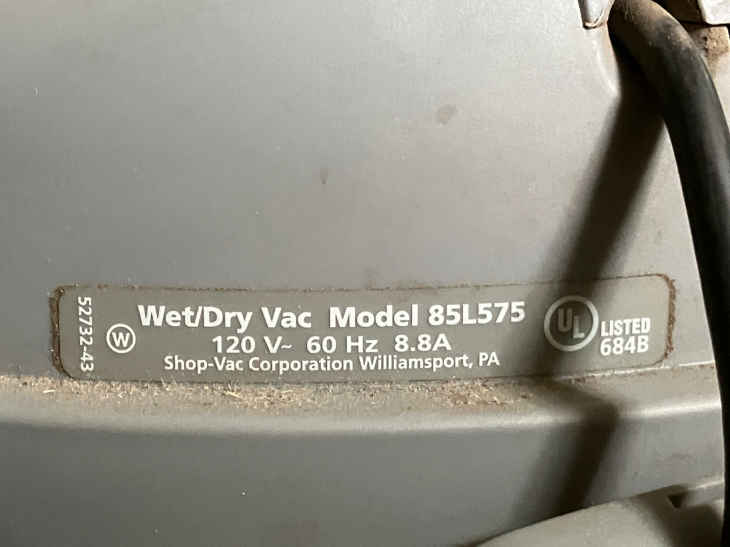 52732-43
W
Wet/Dry Vac Model 85L575
120 V~ 60 Hz 8.8A
Shop-Vac Corporation Williamsport, PA
UL
LISTED
684B